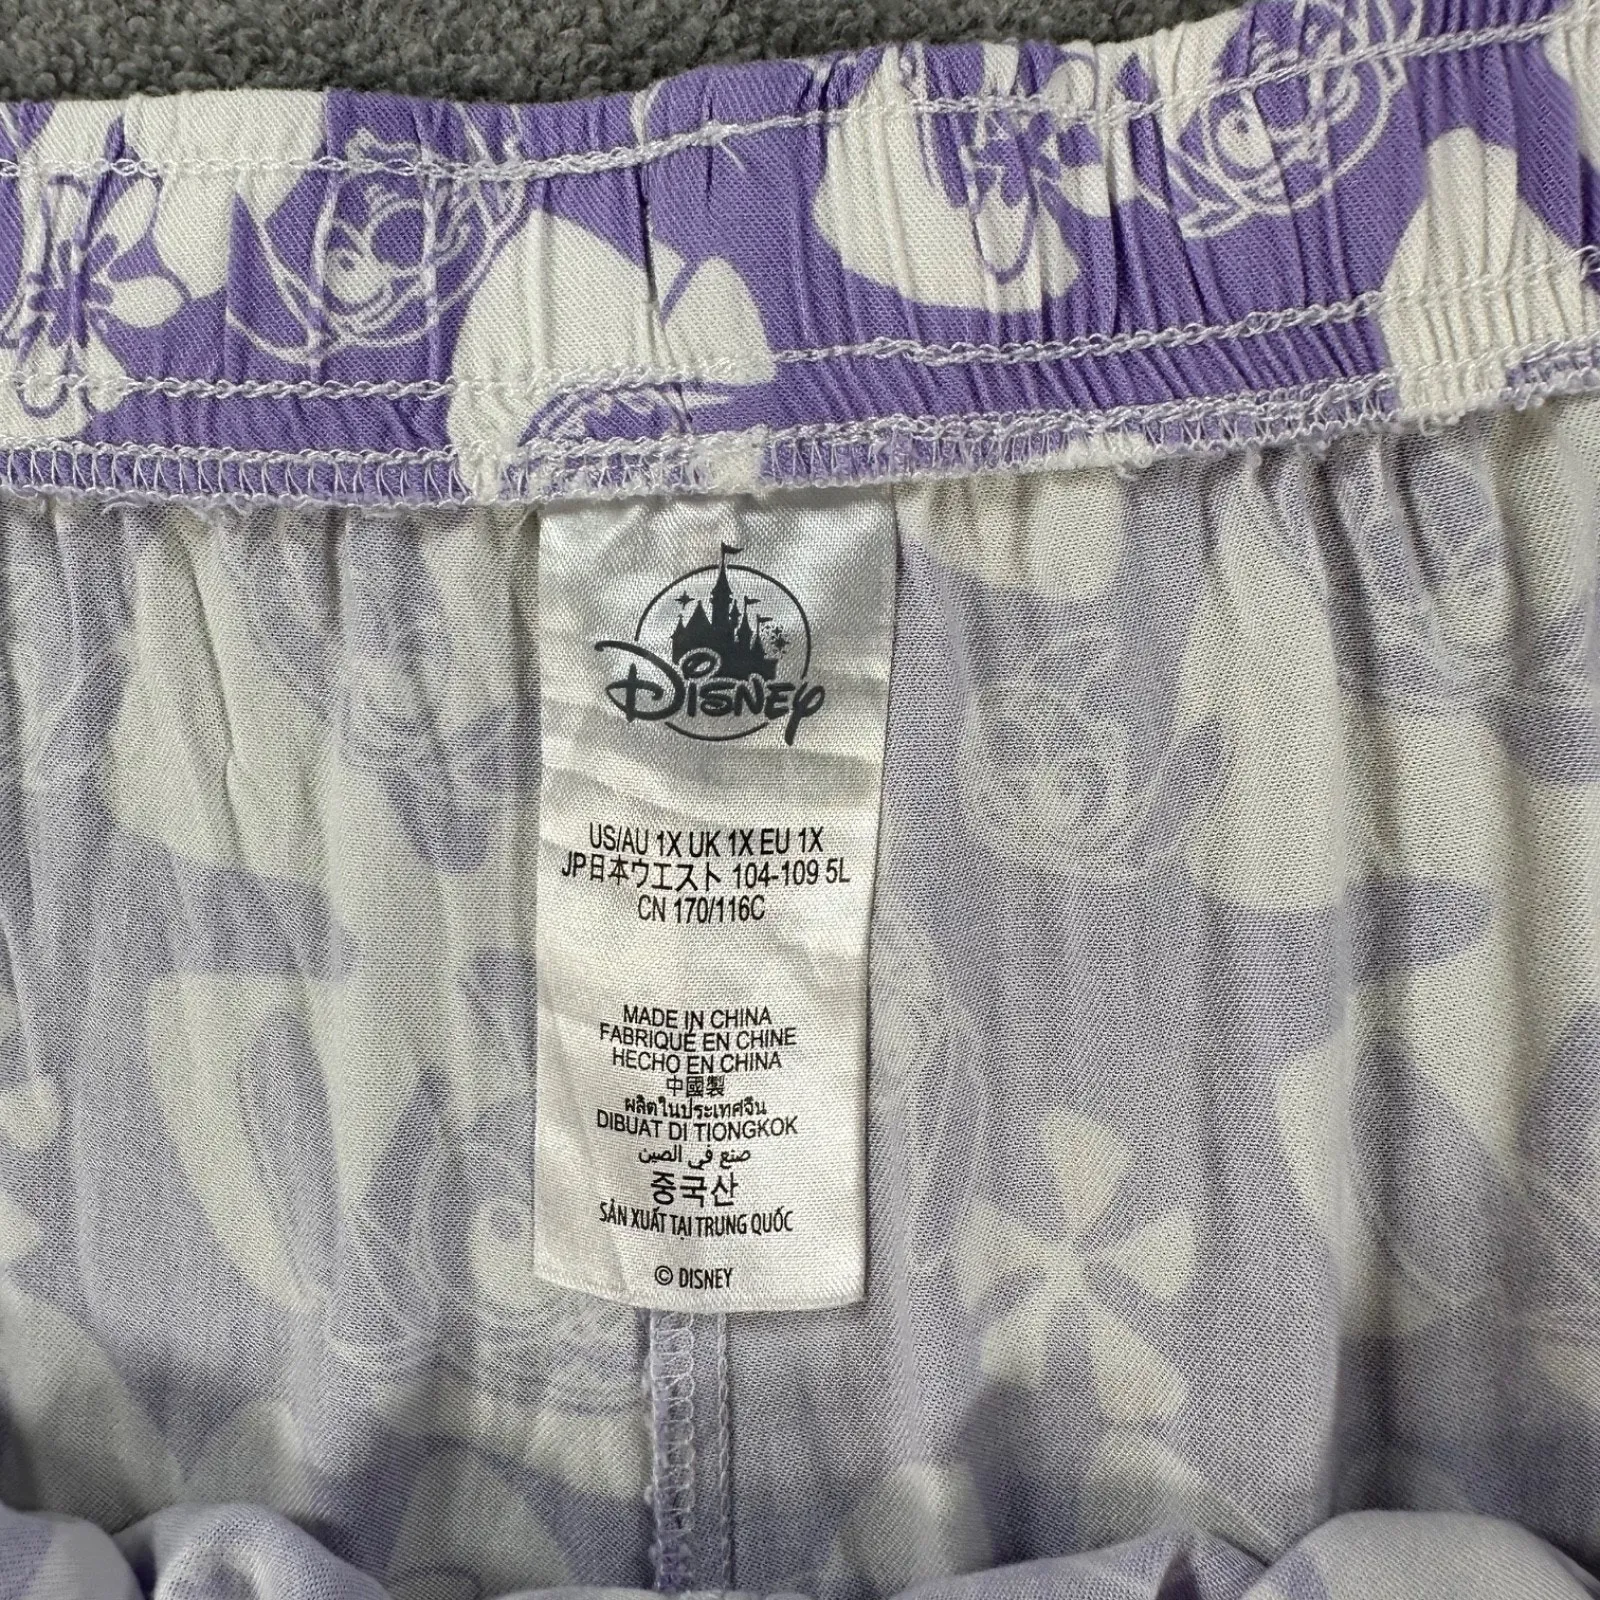 Disney
US/AU 1X UK 1X EU 1X
JP日本ウエスト 104-109 5L
CN 170/116C
MADE IN CHINA
FABRIQUÉ EN CHINE
HECHO EN CHINA
中國製
ผลิตในประเทศจีน
DIBUAT DI TIONGKOK
صنع في الصين
중국산
SẢN XUẤT TẠI TRUNG QUỐC
© DISNEY